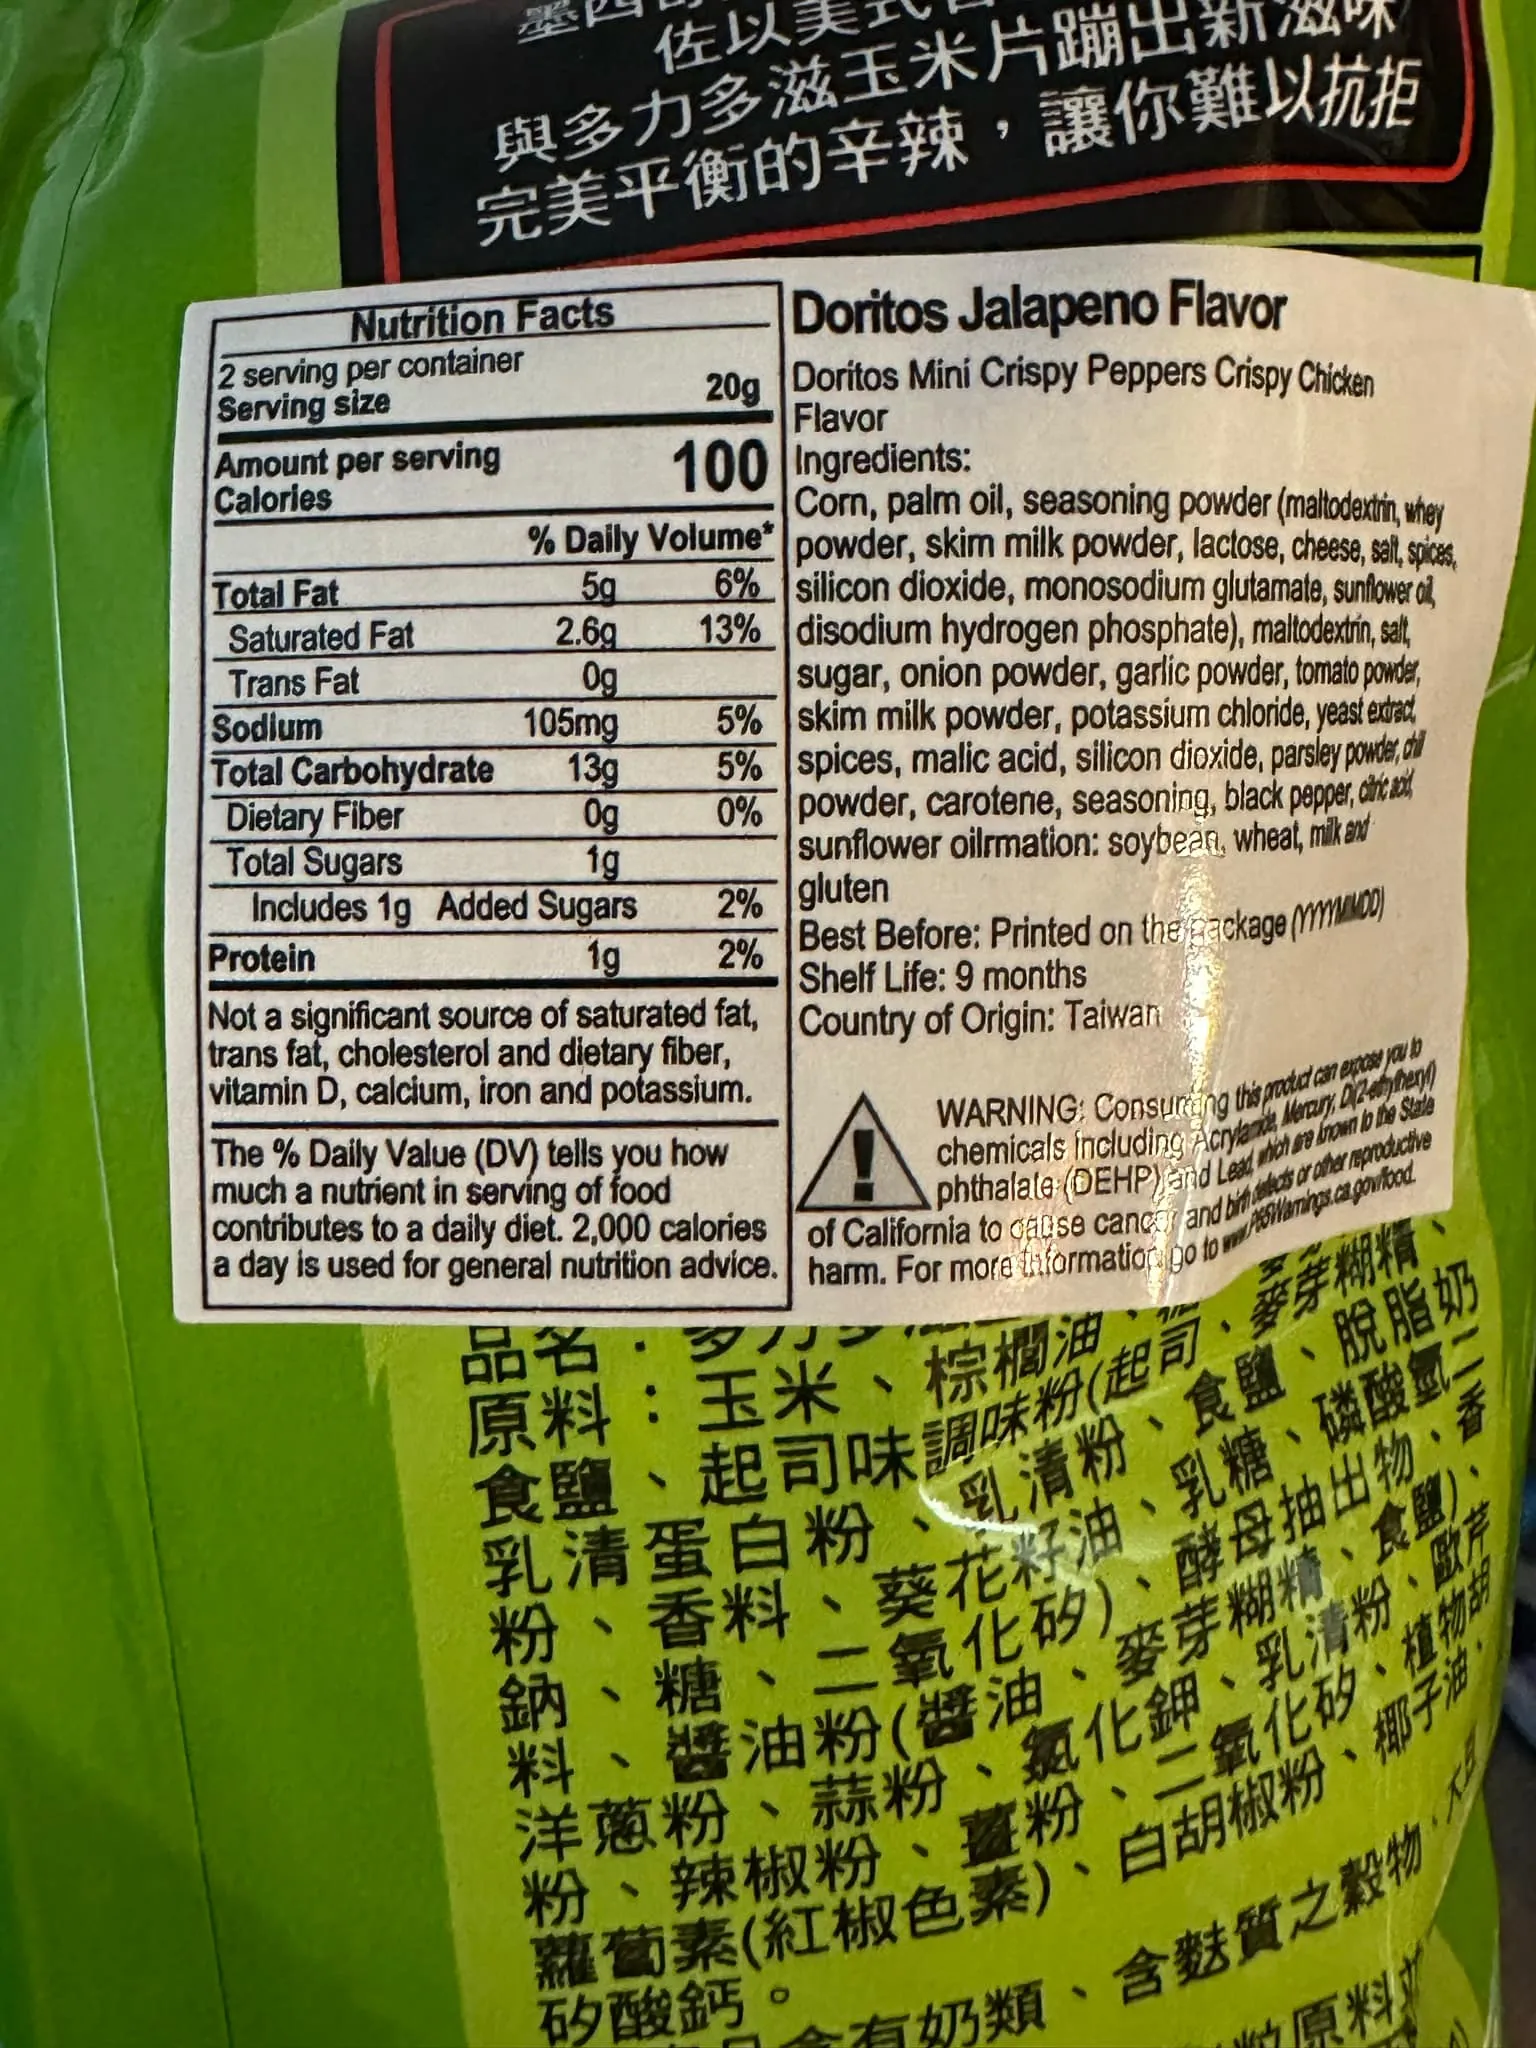 佐以美式
與多力多滋玉米片蹦出新滋味
完美平衡的辛辣，讓你難以抗拒
Nutrition Facts
2 serving per container
Serving size 20g
Amount per serving
Calories 100
% Daily Volume*
Total Fat 5g 6%
Saturated Fat 2.6g 13%
Trans Fat 0g
Sodium 105mg 5%
Total Carbohydrate 13g 5%
Dietary Fiber 0g 0%
Total Sugars 1g
Includes 1g Added Sugars 2%
Protein 1g 2%
Not a significant source of saturated fat,
trans fat, cholesterol and dietary fiber,
vitamin D, calcium, iron and potassium.
The % Daily Value (DV) tells you how
much a nutrient in serving of food
contributes to a daily diet. 2,000 calories
a day is used for general nutrition advice.
Doritos Jalapeno Flavor
Doritos Mini Crispy Peppers Crispy Chicken
Flavor
Ingredients:
Corn, palm oil, seasoning powder (maltodextrin, whey
powder, skim milk powder, lactose, cheese, salt, spices,
silicon dioxide, monosodium glutamate, sunflower oil,
disodium hydrogen phosphate), maltodextrin, salt,
sugar, onion powder, garlic powder, tomato powder,
skim milk powder, potassium chloride, yeast extract,
spices, malic acid, silicon dioxide, parsley powder, chili
powder, carotene, seasoning, black pepper, citric acid,
sunflower oilrmation: soybean, wheat, milk and
gluten
Best Before: Printed on the package (YYYYMMDD)
Shelf Life: 9 months
Country of Origin: Taiwan
WARNING: Consuming this product can expose you to
chemicals including Acrylamide, Mercury, Di(2-ethylhexyl)
phthalate (DEHP) and Lead, which are known to the State
of California to cause cancer and birth defects or other reproductive
harm. For more information go to www.P65Warnings.ca.gov/food.
品名：多力多
原料：玉米、棕櫚油、糖、麥芽糊精、
食鹽、起司味調味粉(起司、
乳清蛋白粉、乳清粉、食鹽、脫脂奶
粉、香料、葵花籽油、乳糖、磷酸氫二
鈉、糖、二氧化矽)、酵母抽出物、香
料、醬油粉(醬油、麥芽糊精、食鹽)、
洋蔥粉、蒜粉、氯化鉀、乳清粉、歐芹
粉、辣椒粉、薑粉、二氧化矽、植物胡
蘿蔔素(紅椒色素)、白胡椒粉、椰子油、
矽酸鈣。
含有奶類、含麩質之穀物、大豆
原料